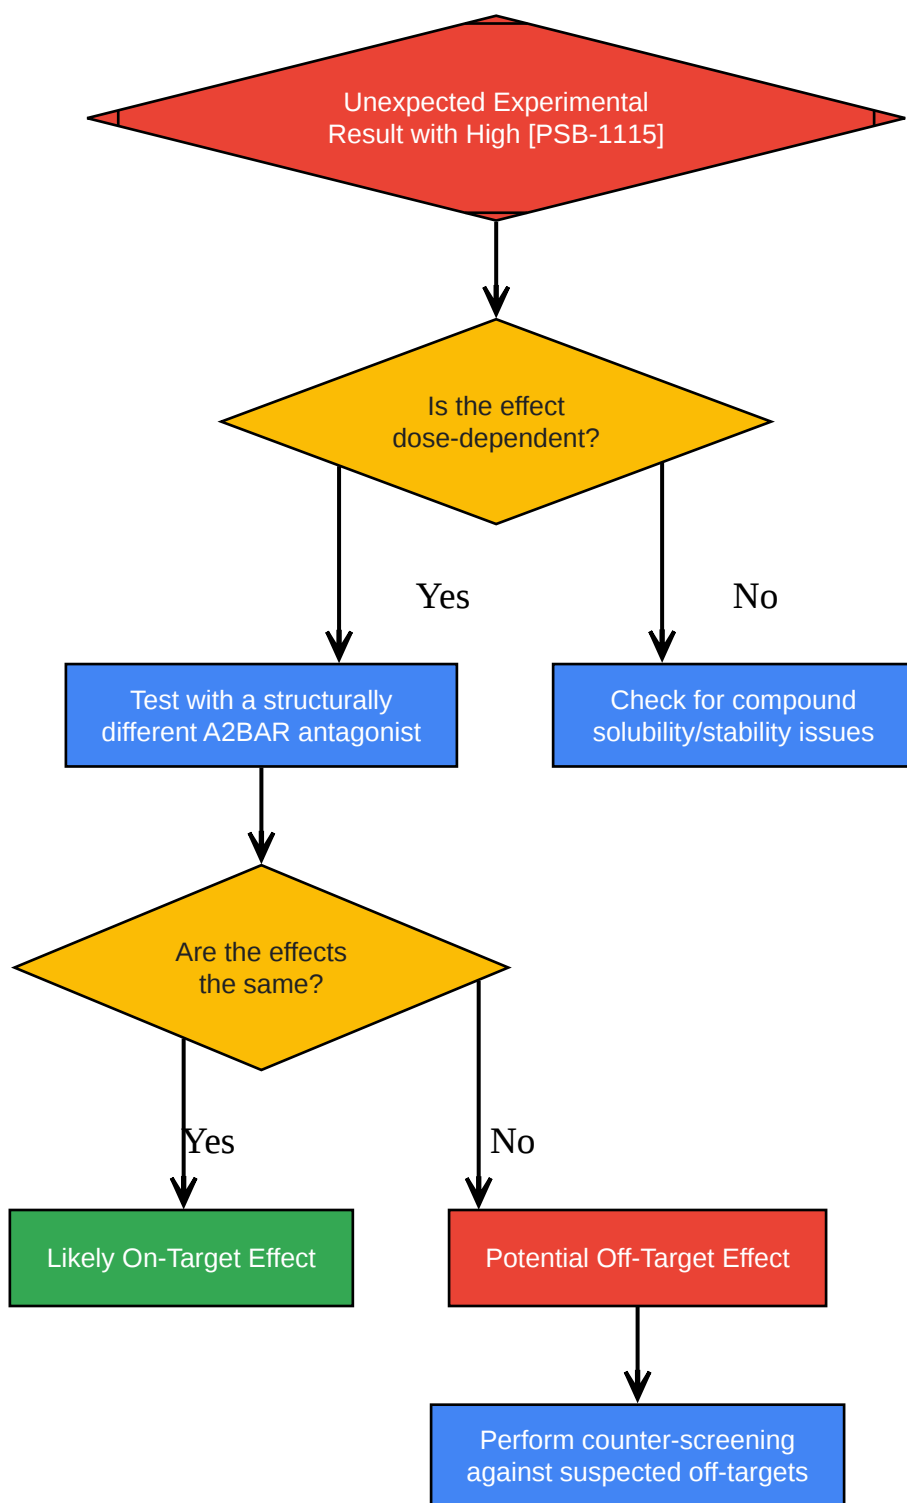 Unexpected Experimental
Result with High [PSB-1115]
Is the effect
dose-dependent?
Yes
No
Test with a structurally
different A2BAR antagonist
Check for compound
solubility/stability issues
Are the effects
the same?
Yes
No
Likely On-Target Effect
Potential Off-Target Effect
Perform counter-screening
against suspected off-targets